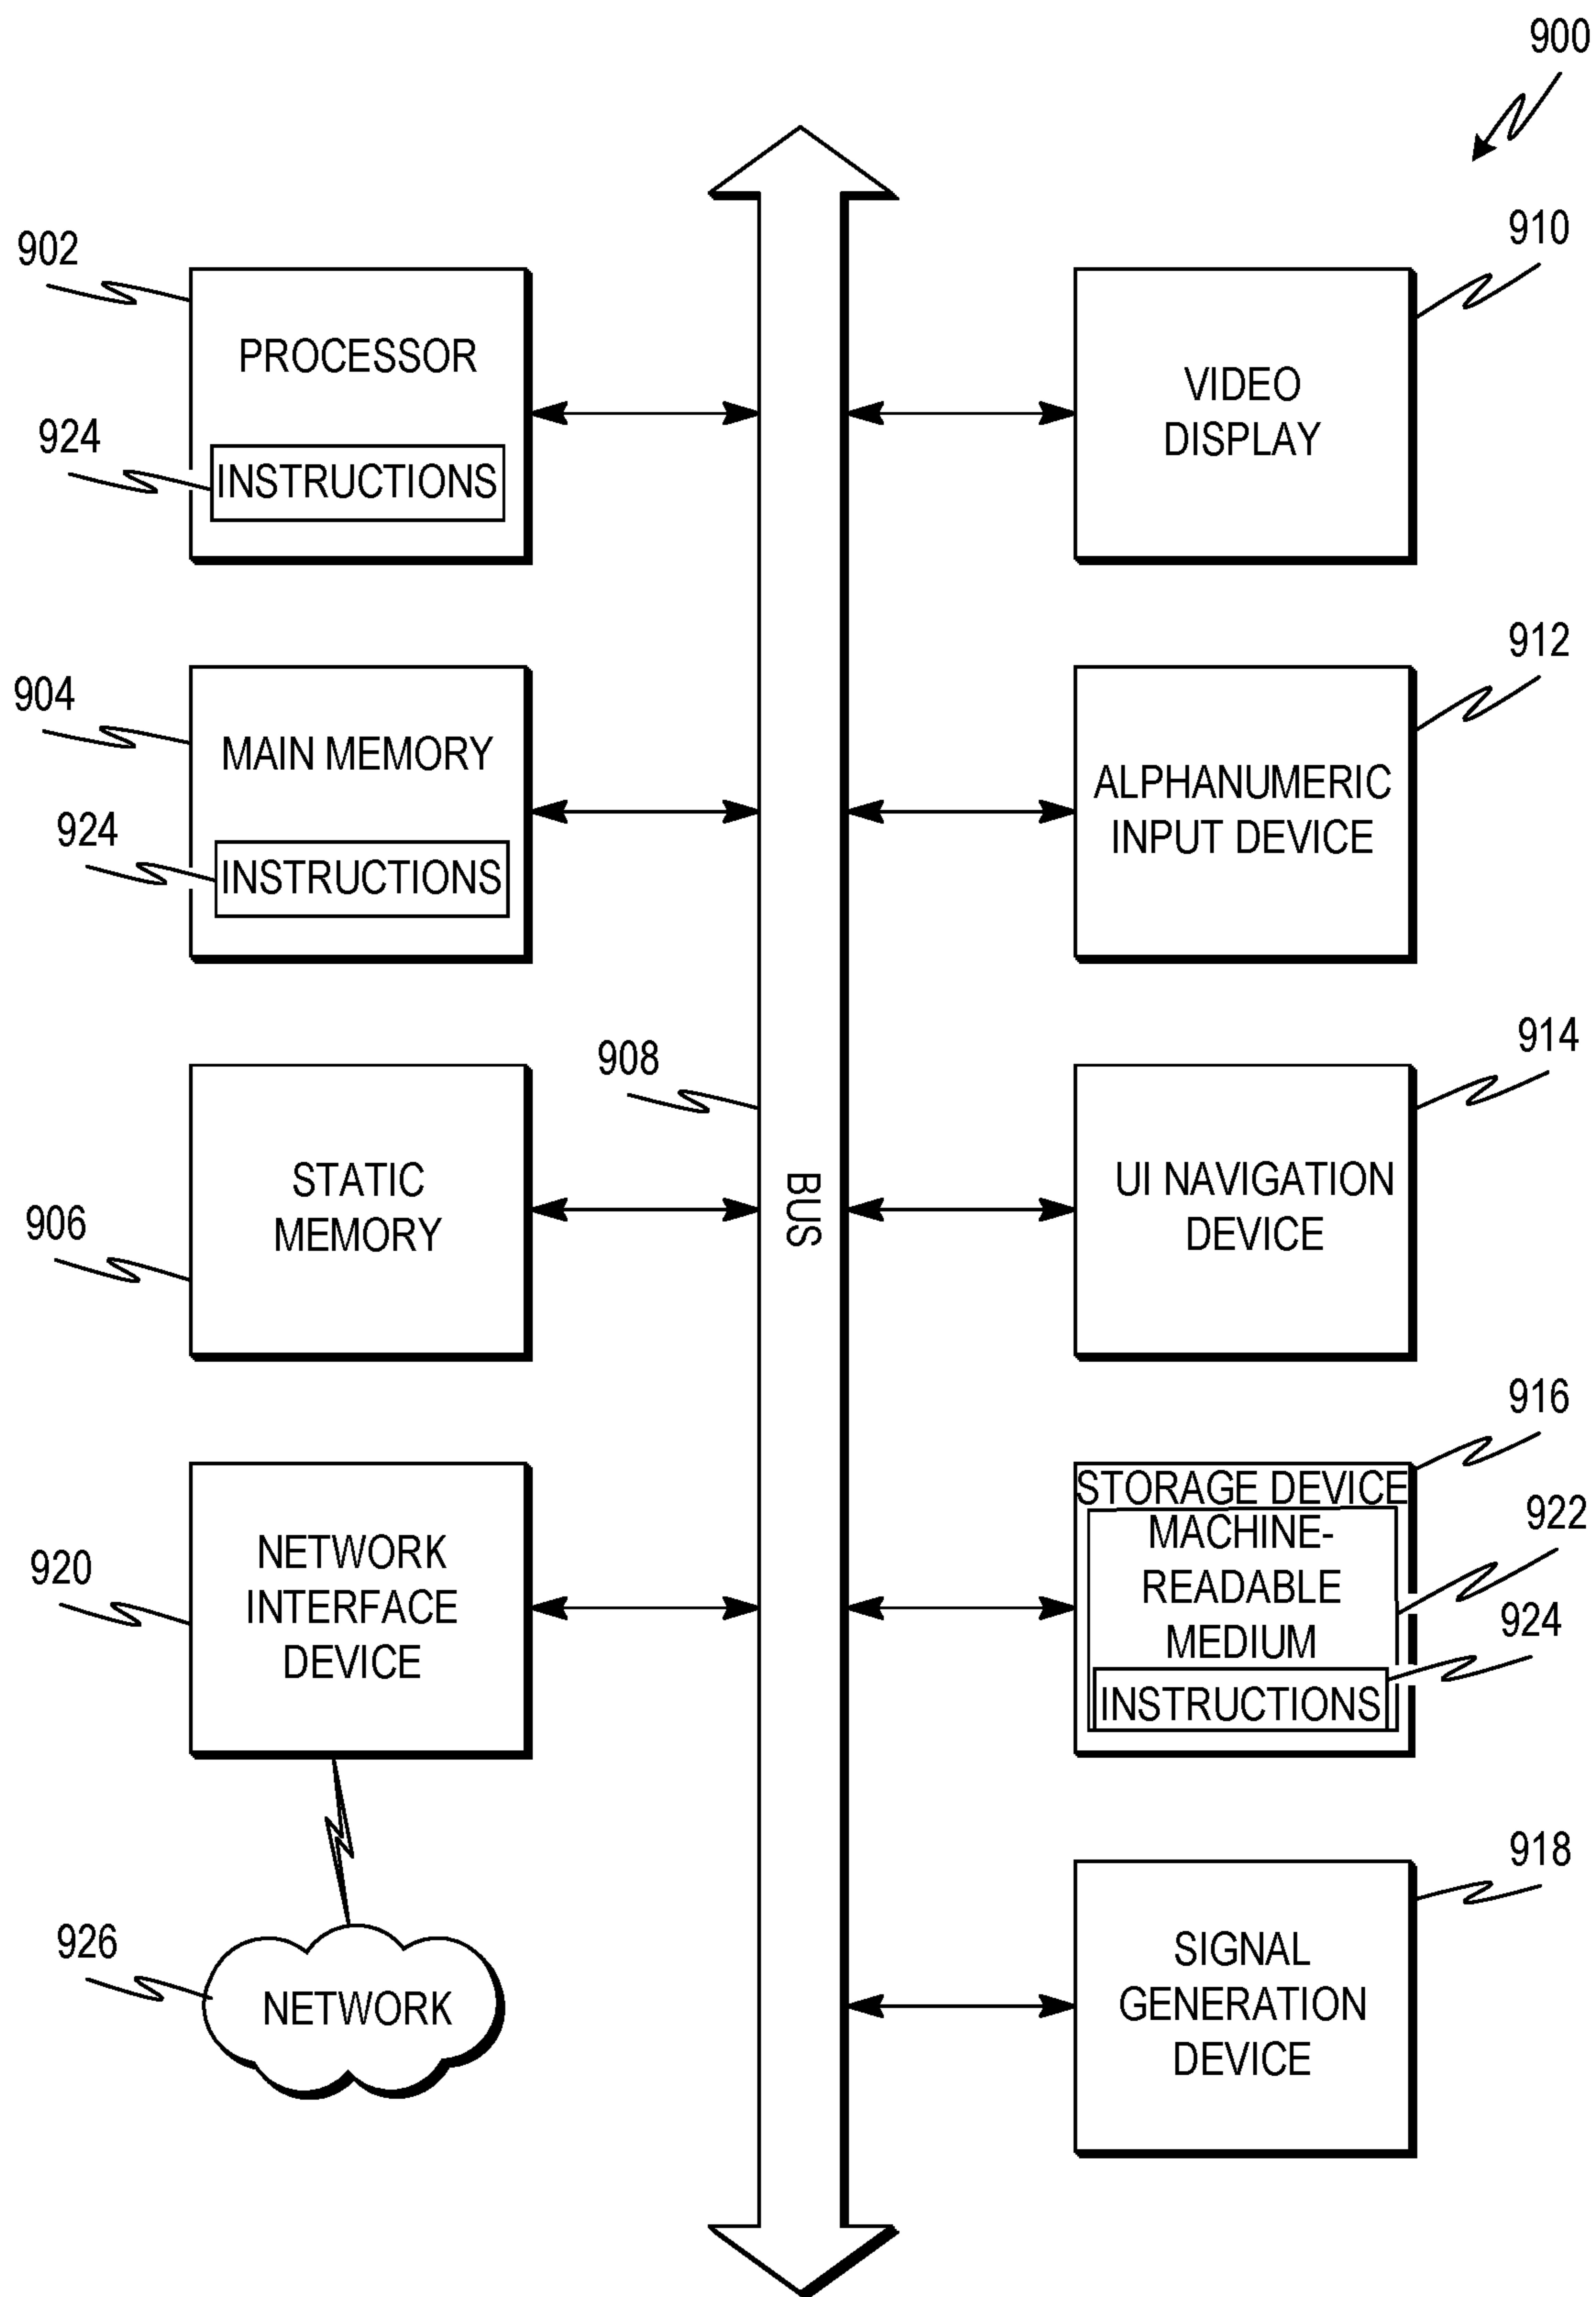 900
902
PROCESSOR
924
INSTRUCTIONS
910
VIDEO
DISPLAY
904
MAIN MEMORY
924
INSTRUCTIONS
912
ALPHANUMERIC
INPUT DEVICE
906
STATIC
MEMORY
908
BUS
914
UI NAVIGATION
DEVICE
920
NETWORK
INTERFACE
DEVICE
916
STORAGE DEVICE
922
MACHINE-
READABLE
MEDIUM
924
INSTRUCTIONS
926
NETWORK
918
SIGNAL
GENERATION
DEVICE